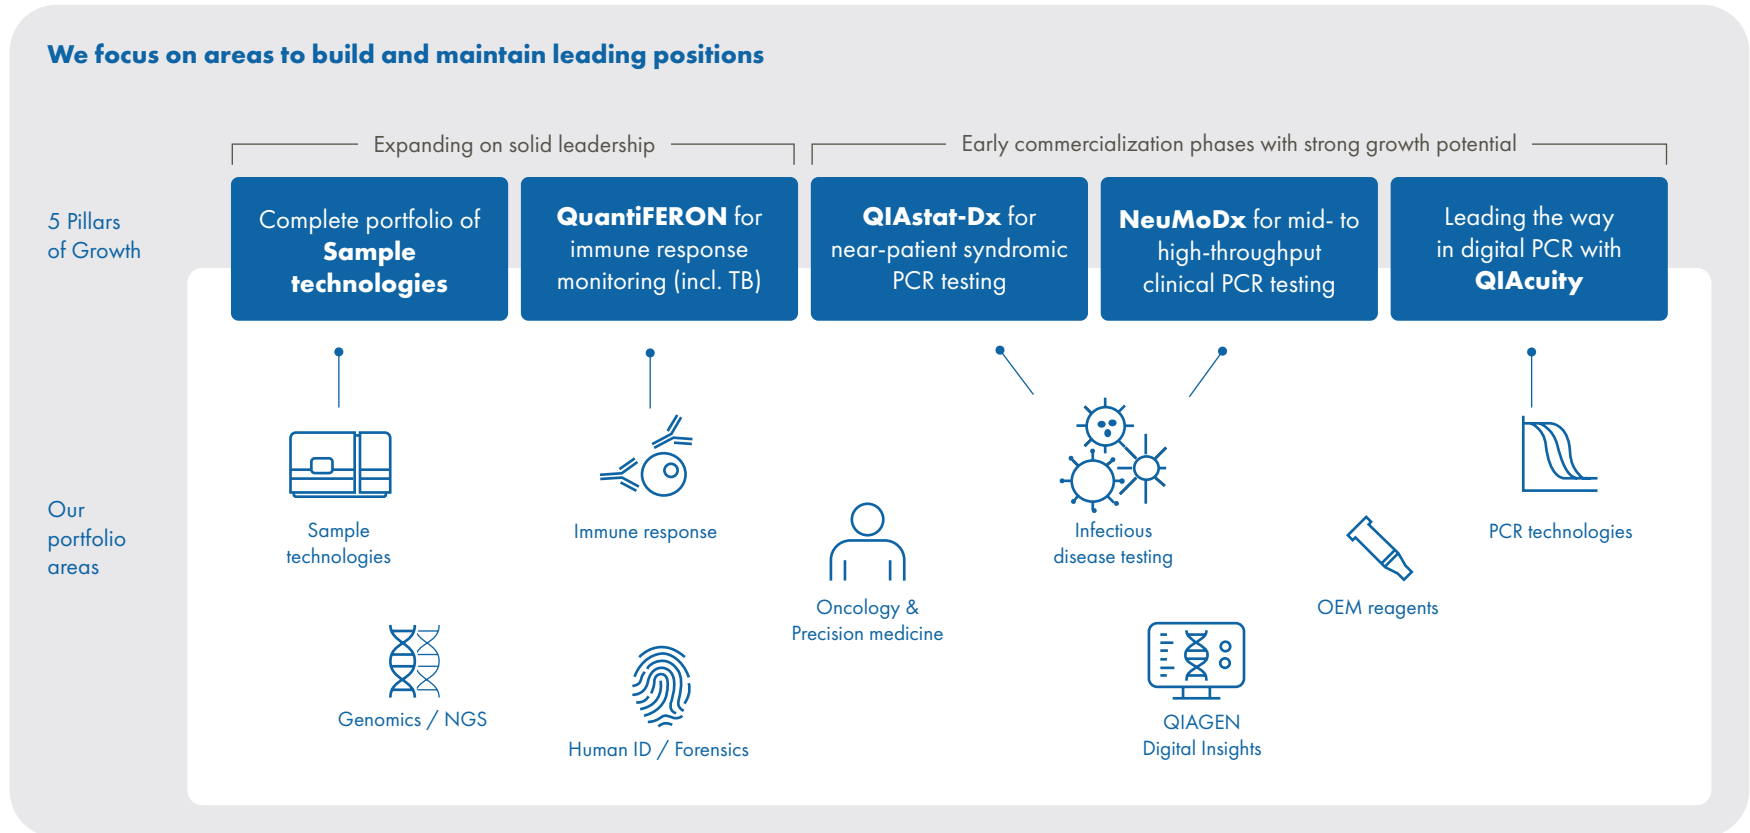 We focus on areas to build and maintain leading positions
Expanding on solid leadership
Early commercialization phases with strong growth potential
5 Pillars
of Growth
Complete portfolio of
Sample
technologies
QuantiFERON for
immune response
monitoring (incl. TB)
QIAstat-Dx for
near-patient syndromic
PCR testing
NeuMoDx for mid- to
high-throughput
clinical PCR testing
Leading the way
in digital PCR with
QIAcuity
Our
portfolio
areas
Sample
technologies
Immune response
Infectious
disease testing
PCR technologies
Oncology &
Precision medicine
OEM reagents
Genomics / NGS
Human ID / Forensics
QIAGEN
Digital Insights